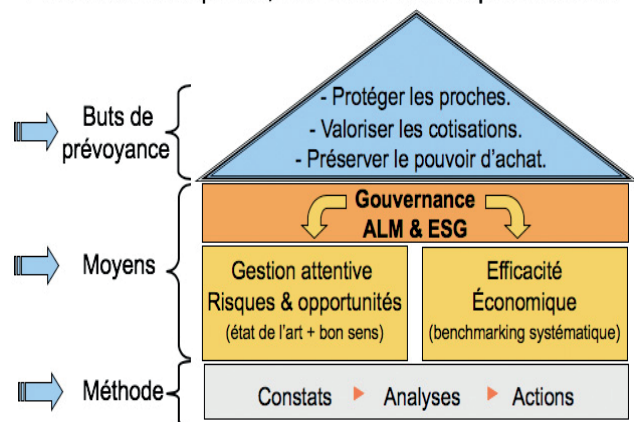 Buts de
prévoyance
- Protéger les proches.
- Valoriser les cotisations.
- Préserver le pouvoir d'achat.
Moyens
Gouvernance
ALM & ESG
Gestion attentive
Risques & opportunités
(état de l'art + bon sens)
Efficacité
Économique
(benchmarking systématique)
Méthode
Constats
Analyses
Actions